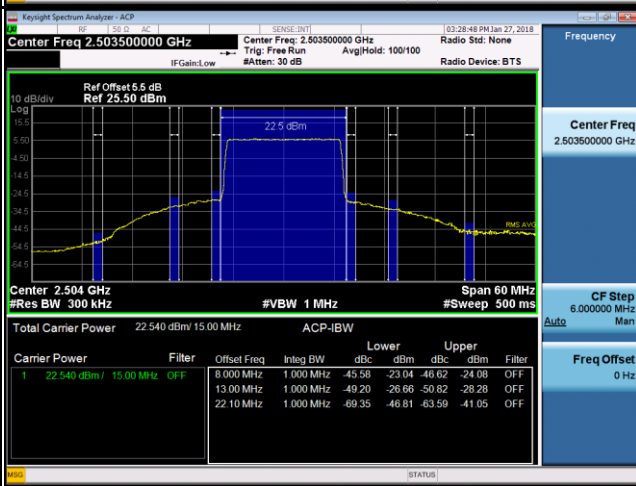 Keysight Spectrum Analyzer - ACP
RF 50 Ω AC SENSE:INT 03:28:48 PM Jan 27, 2018
Center Freq 2.503500000 GHz Center Freq: 2.503500000 GHz Radio Std: None
Trig: Free Run Avg|Hold: 100/100
IFGain:Low #Atten: 30 dB Radio Device: BTS
Frequency
Ref Offset 5.5 dB
10 dB/div Ref 25.50 dBm
Log
15.5
22.5 dBm
5.50
-4.50
-14.5
-24.5
-34.5
RMS AVG
-44.5
-54.5
-64.5
Center 2.504 GHz Span 60 MHz
#Res BW 300 kHz #VBW 1 MHz #Sweep 500 ms
Center Freq
2.503500000 GHz
CF Step
6.000000 MHz
Auto Man
Freq Offset
0 Hz
Total Carrier Power 22.540 dBm/ 15.00 MHz ACP-IBW
Lower Upper
Carrier Power Filter Offset Freq Integ BW dBc dBm dBc dBm Filter
1 22.540 dBm / 15.00 MHz OFF 8.000 MHz 1.000 MHz -45.58 -23.04 -46.62 -24.08 OFF
13.00 MHz 1.000 MHz -49.20 -26.66 -50.82 -28.28 OFF
22.10 MHz 1.000 MHz -69.35 -46.81 -63.59 -41.05 OFF
MSG STATUS